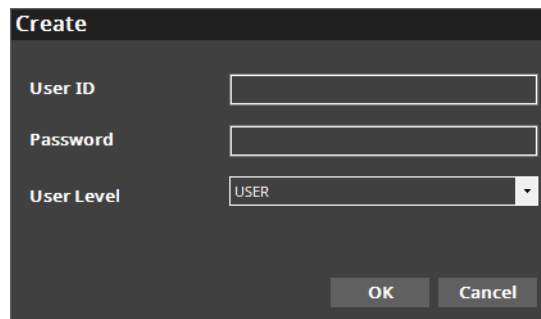 Create
User ID
Password
User Level
USER
OK
Cancel